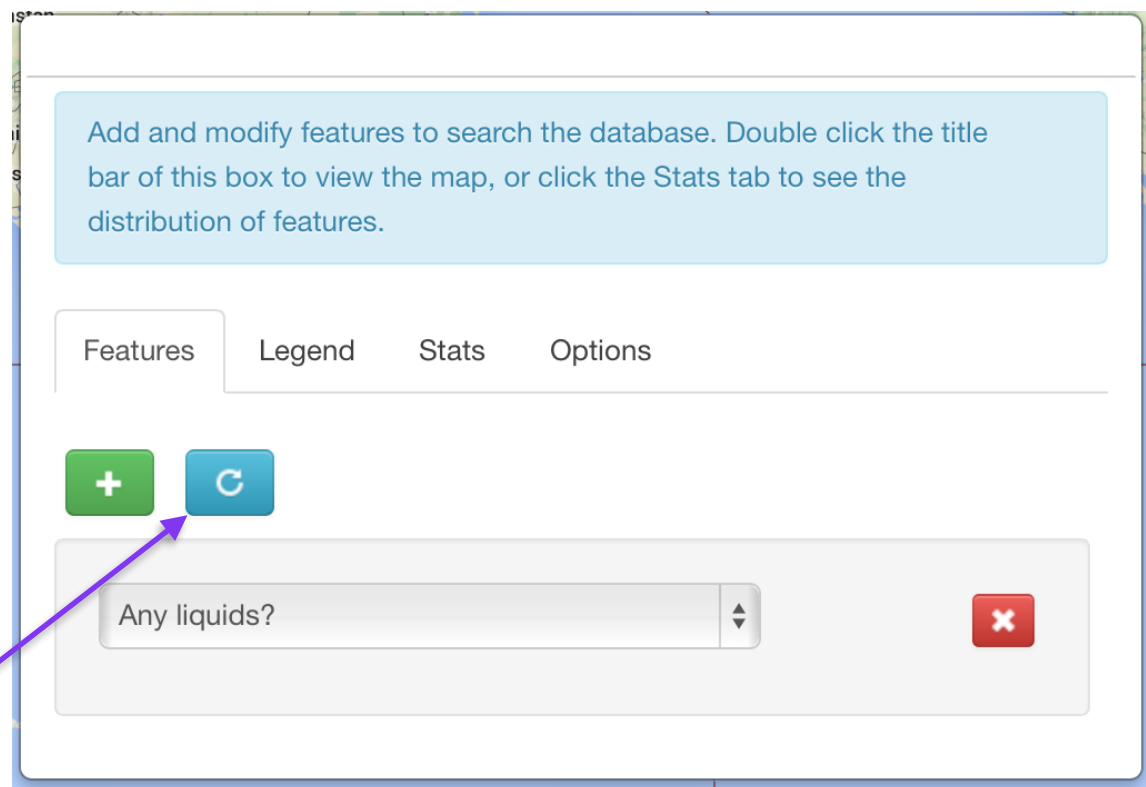 Add and modify features to search the database. Double click the title
bar of this box to view the map, or click the Stats tab to see the
distribution of features.
Features Legend Stats Options
Any liquids?